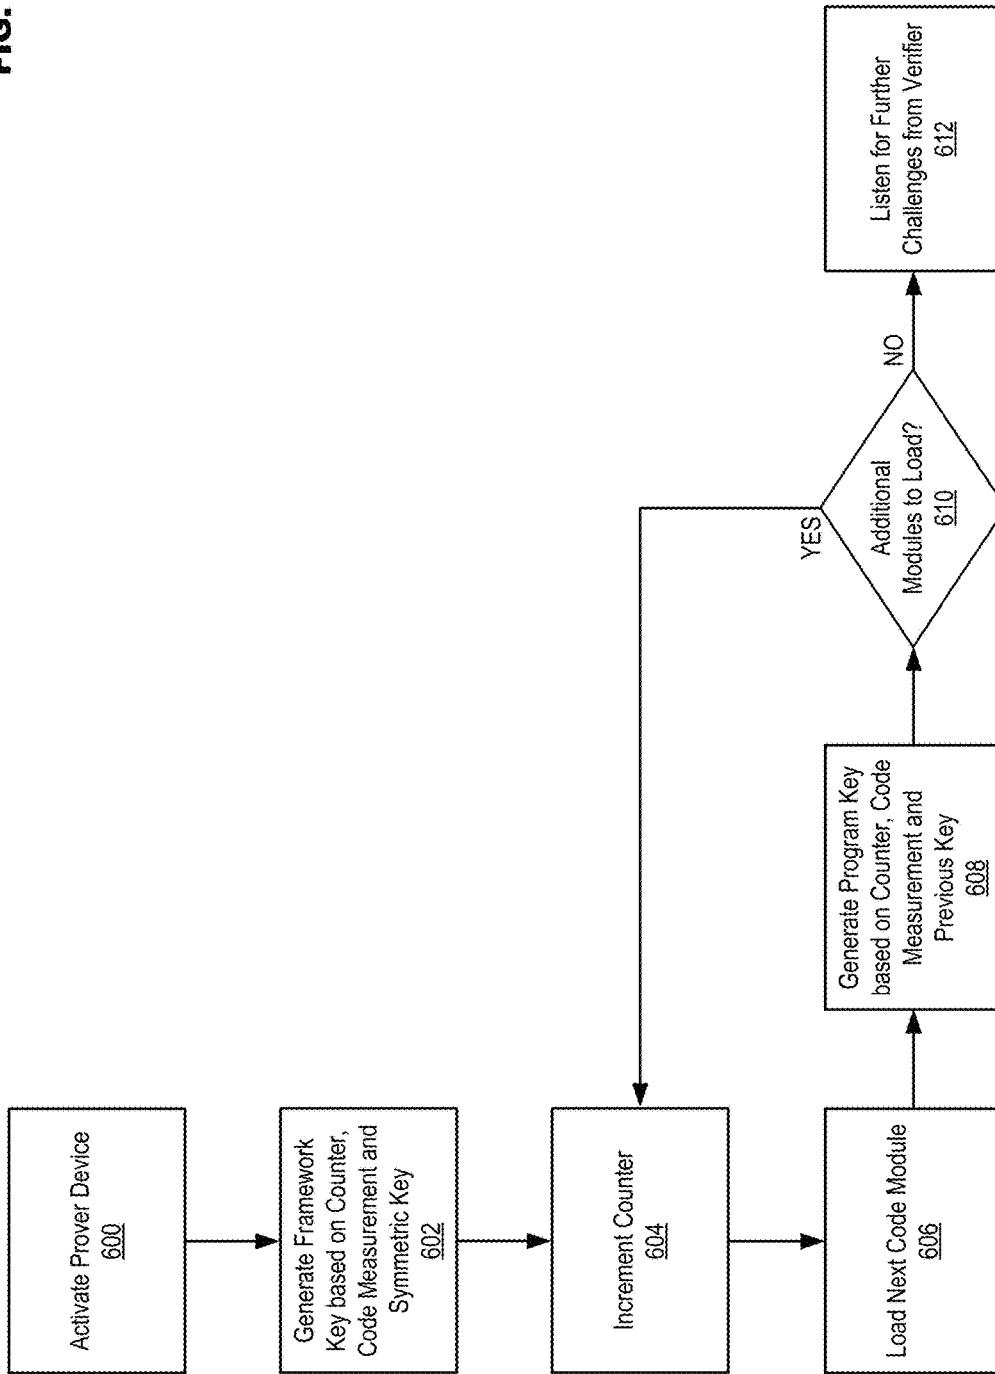 FIG.
Activate Prover Device
600
Generate Framework
Key based on Counter,
Code Measurement and
Symmetric Key
602
Increment Counter
604
Load Next Code Module
606
Generate Program Key
based on Counter, Code
Measurement and
Previous Key
608
Additional
Modules to Load?
610
YES
NO
Listen for Further
Challenges from Verifier
612